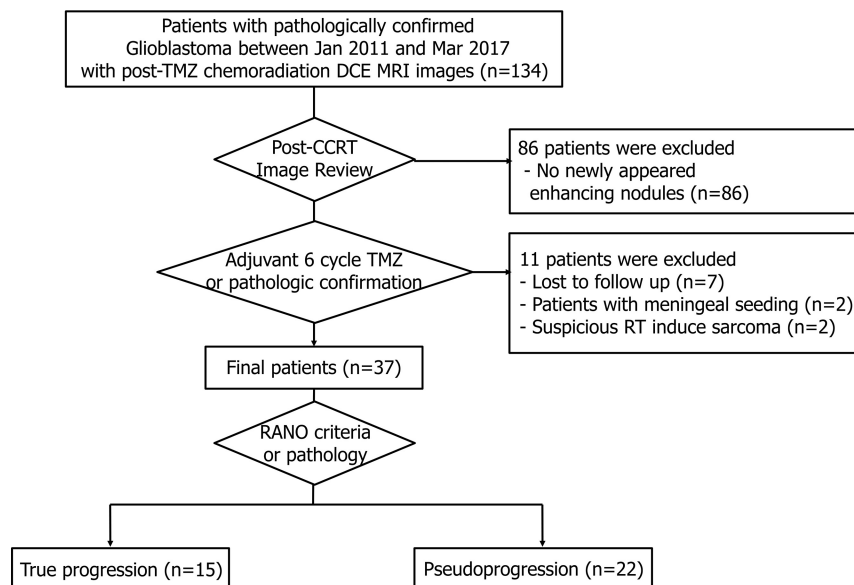 Patients with pathologically confirmed
Glioblastoma between Jan 2011 and Mar 2017
with post-TMZ chemoradiation DCE MRI images (n=134)
Post-CCRT
Image Review
86 patients were excluded
- No newly appeared
enhancing nodules (n=86)
Adjuvant 6 cycle TMZ
or pathologic confirmation
11 patients were excluded
- Lost to follow up (n=7)
- Patients with meningeal seeding (n=2)
- Suspicious RT induce sarcoma (n=2)
Final patients (n=37)
RANO criteria
or pathology
True progression (n=15)
Pseudoprogression (n=22)